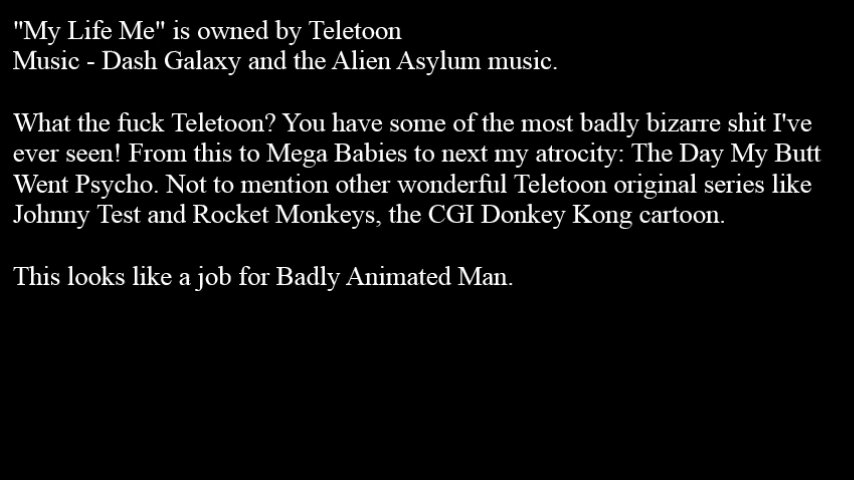 "My Life Me" is owned by Teletoon
Music - Dash Galaxy and the Alien Asylum music.
What the fuck Teletoon? You have some of the most badly bizarre shit I've
ever seen! From this to Mega Babies to next my atrocity: The Day My Butt
Went Psycho. Not to mention other wonderful Teletoon original series like
Johnny Test and Rocket Monkeys, the CGI Donkey Kong cartoon.
This looks like a job for Badly Animated Man.